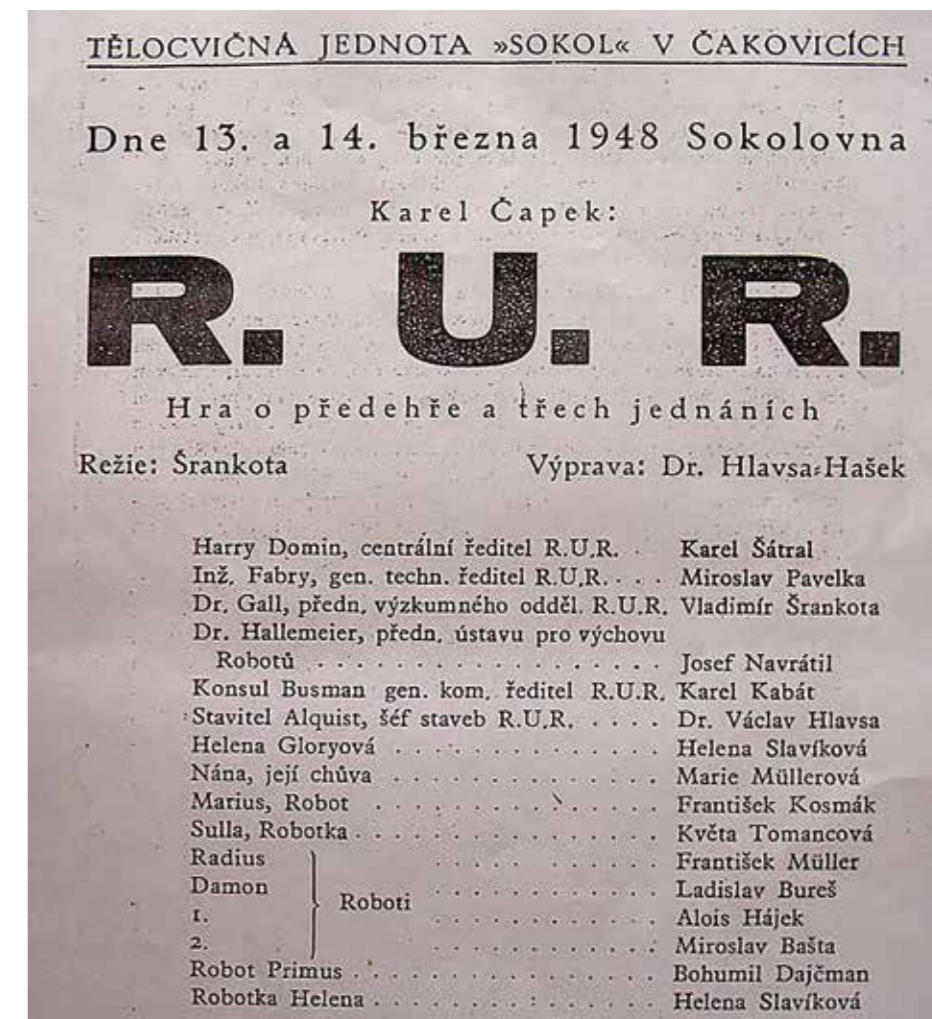 TĚLOCVIČNÁ JEDNOTA »SOKOL« V ČAKOVICÍCH
Dne 13. a 14. března 1948 Sokolovna
Karel Čapek:
R. U. R.
Hra o předehře a třech jednáních
Režie: Šrankota Výprava: Dr. Hlavsa-Hašek
Harry Domin, centrální ředitel R.U.R. . Karel Šátral
Inž. Fabry, gen. techn. ředitel R.U.R. . . . Miroslav Pavelka
Dr. Gall, předn. výzkumného odděl. R.U.R. Vladimír Šrankota
Dr. Hallemeier, předn. ústavu pro výchovu
Robotů . . . . . . . . . . . . . . . . . . Josef Navrátil
Konsul Busman gen. kom. ředitel R.U.R. Karel Kabát
Stavitel Alquist, šéf staveb R.U.R. . . . . Dr. Václav Hlavsa
Helena Gloryová . . . . . . . . . . . . . . Helena Slavíková
Nána, její chůva . . . . . . . . . . . . . . Marie Müllerová
Marius, Robot . . . . . . . . . . . . . . . František Kosmák
Sulla, Robotka . . . . . . . . . . . . . . . . Květa Tomancová
Radius . . . . . . . . . . . František Müller
Damon . . . . . . . . . . . . Ladislav Bureš
Roboti
1. . . . . . . . . . . . . Alois Hájek
2. . . . . . . . . . . . . Miroslav Bašta
Robot Primus . . . . . . . . . . . . . . . . Bohumil Dajčman
Robotka Helena . . . . . . . . . . . . . . . Helena Slavíková